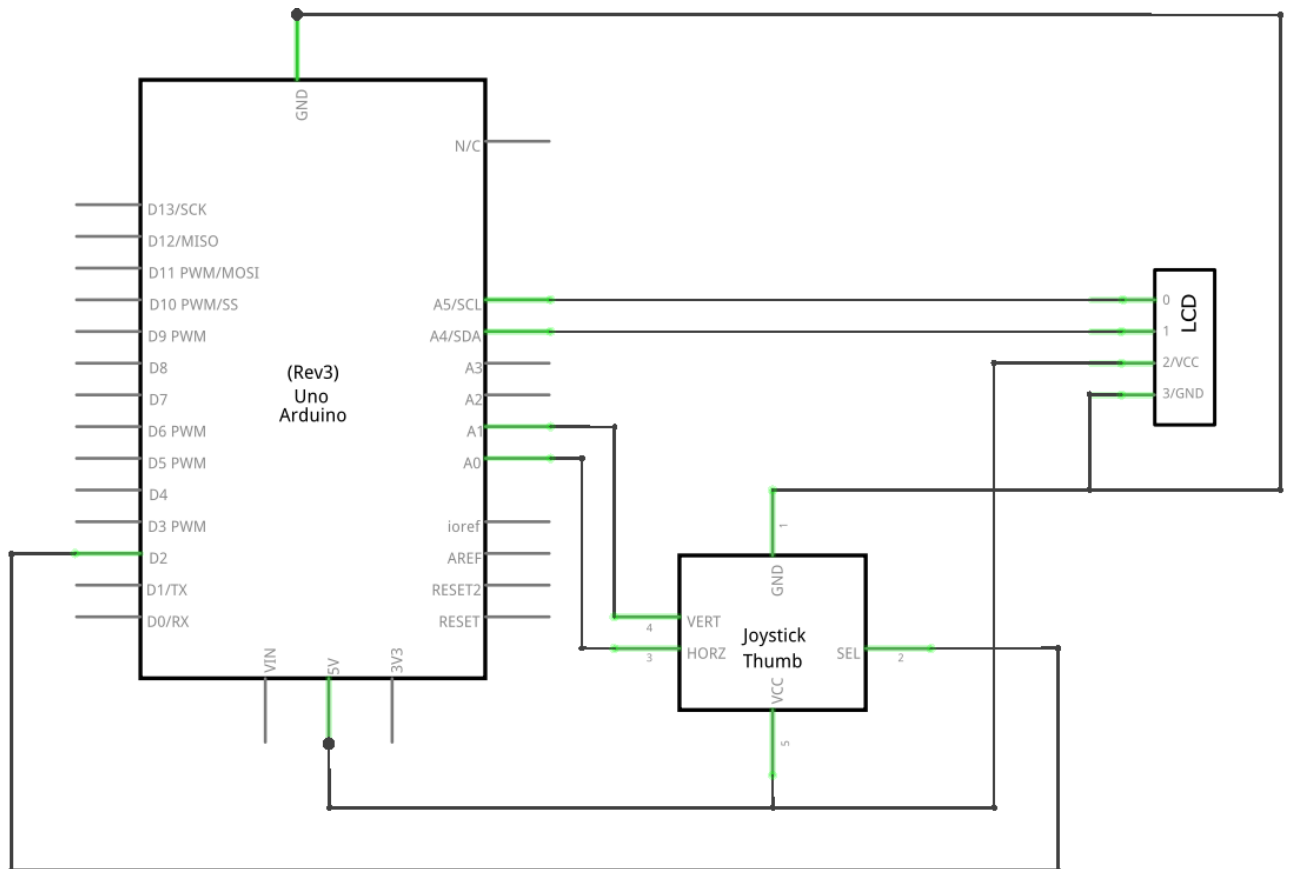 GND
N/C
D13/SCK
D12/MISO
D11 PWM/MOSI
D10 PWM/SS
D9 PWM
D8
D7
D6 PWM
D5 PWM
D4
D3 PWM
D2
D1/TX
D0/RX
(Rev3)
Uno
Arduino
A5/SCL
A4/SDA
A3
A2
A1
A0
ioref
AREF
RESET2
RESET
VIN
5V
3V3
0
1
2/VCC
3/GND
LCD
1
GND
4
VERT
3
HORZ
Joystick
Thumb
SEL
2
VCC
5